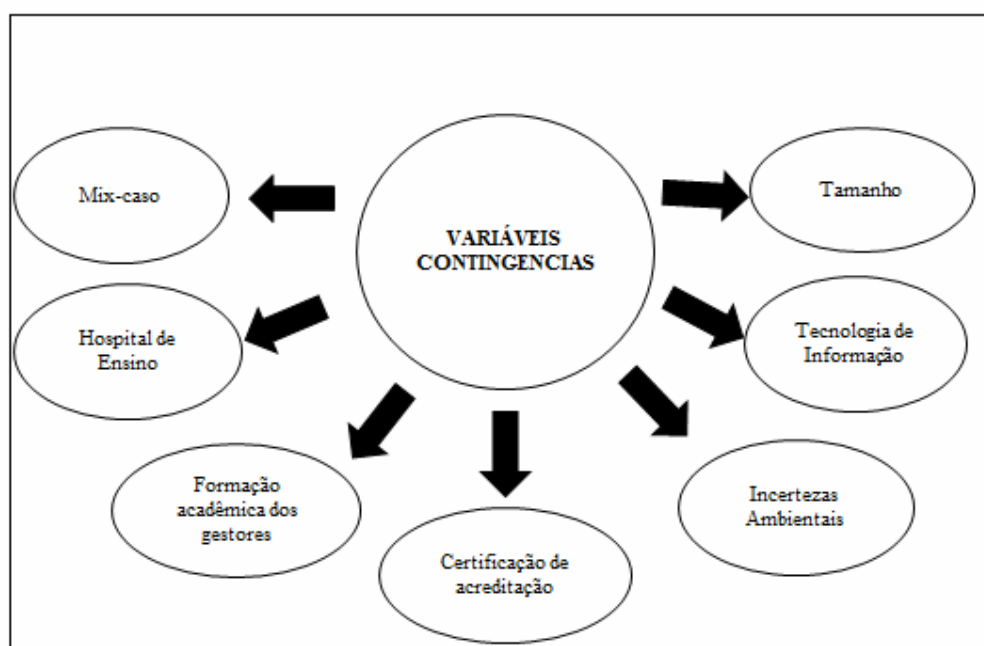 VARIÁVEIS
CONTINGENCIAS
Mix-caso
Tamanho
Hospital de
Ensino
Tecnologia de
Informação
Formação
acadêmica dos
gestores
Incertezas
Ambientais
Certificação de
acreditação